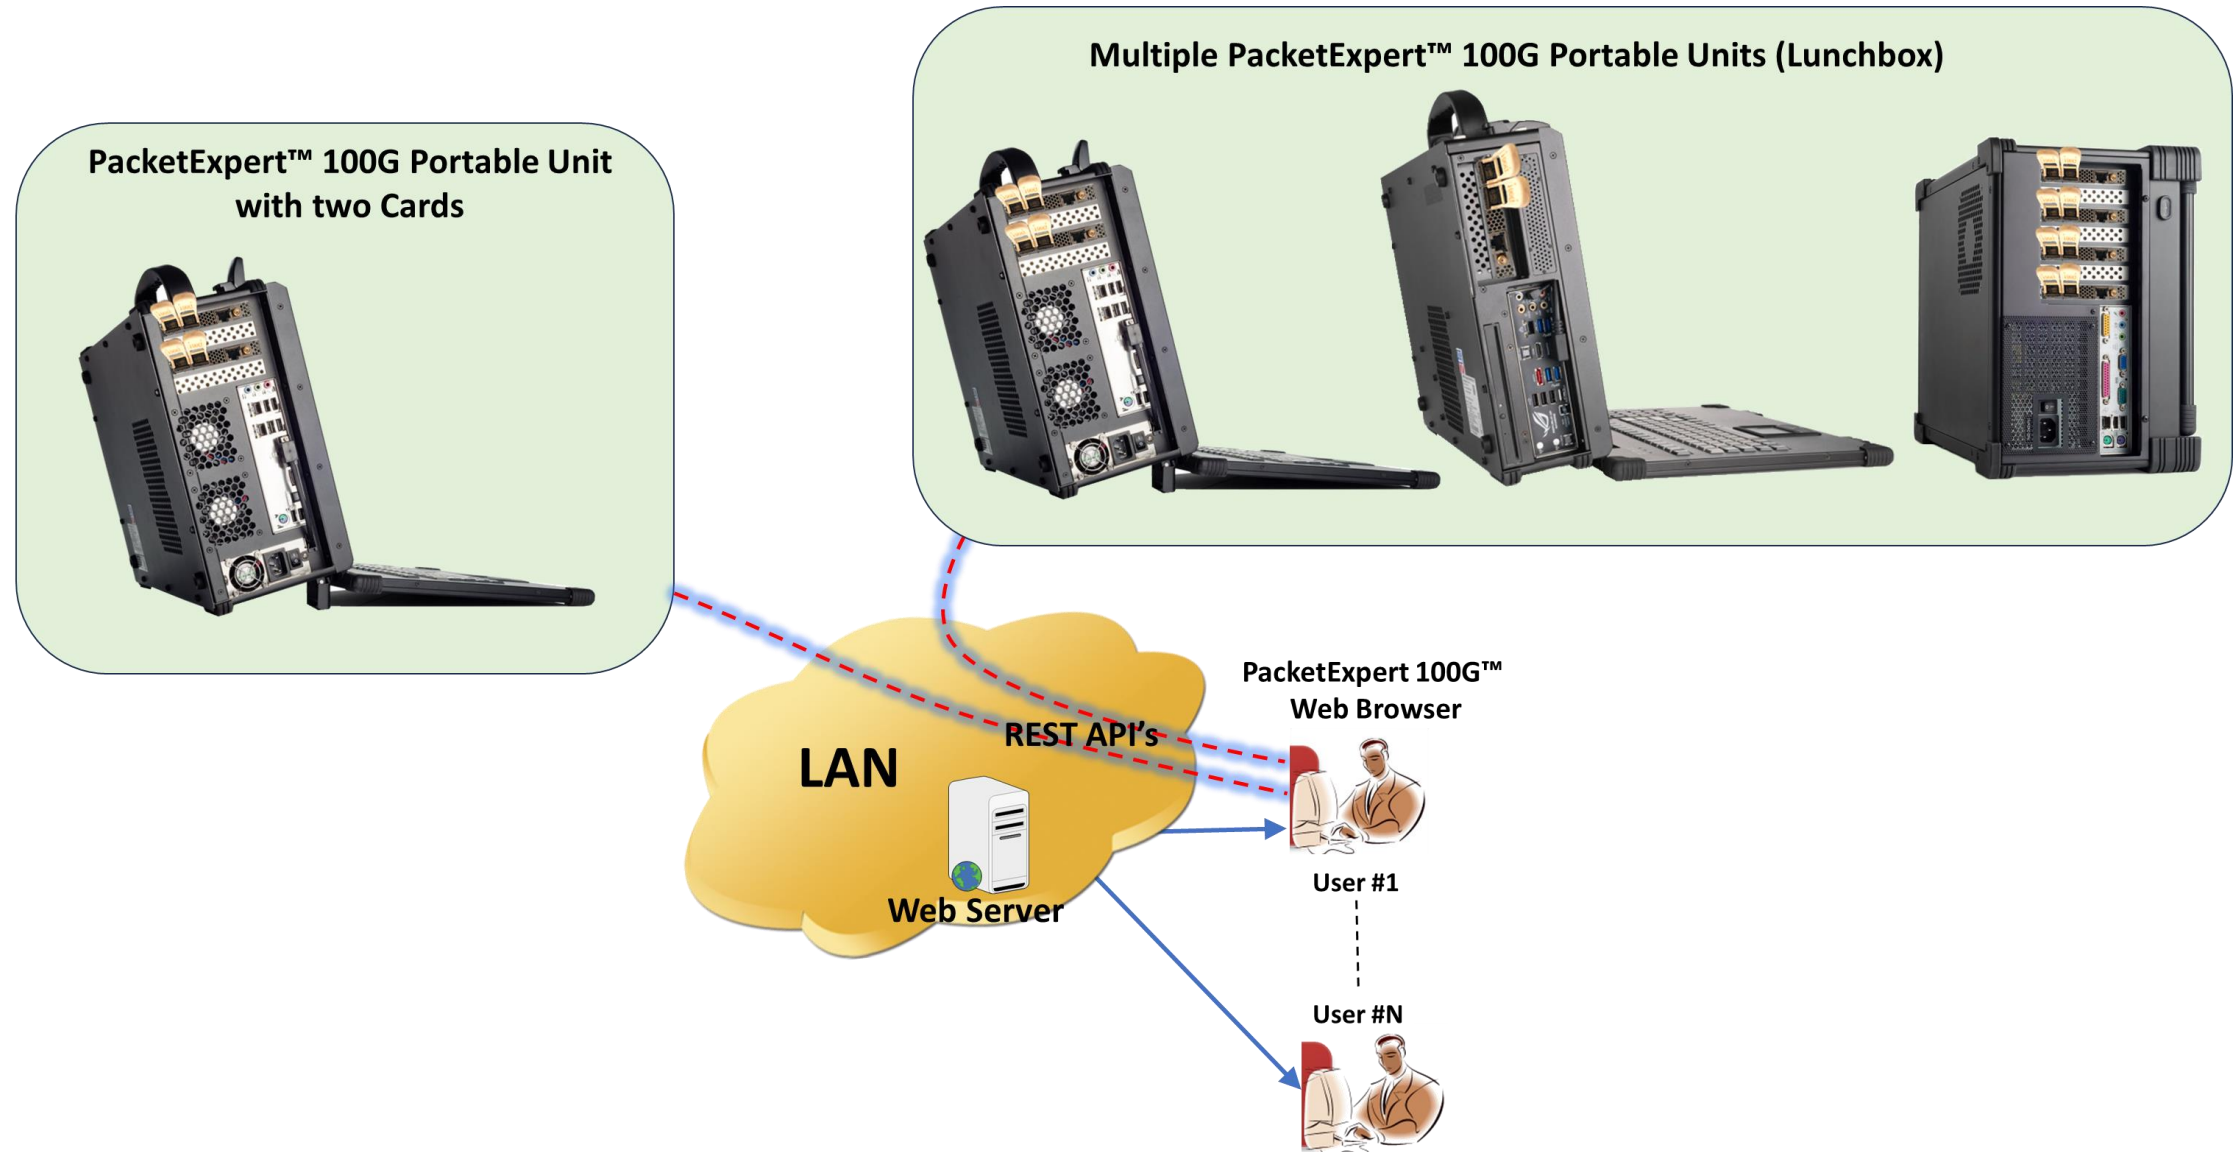 Multiple PacketExpert™ 100G Portable Units (Lunchbox)
PacketExpert™ 100G Portable Unit
with two Cards
PacketExpert 100G™
Web Browser
REST API's
LAN
Web Server
User #1
User #N